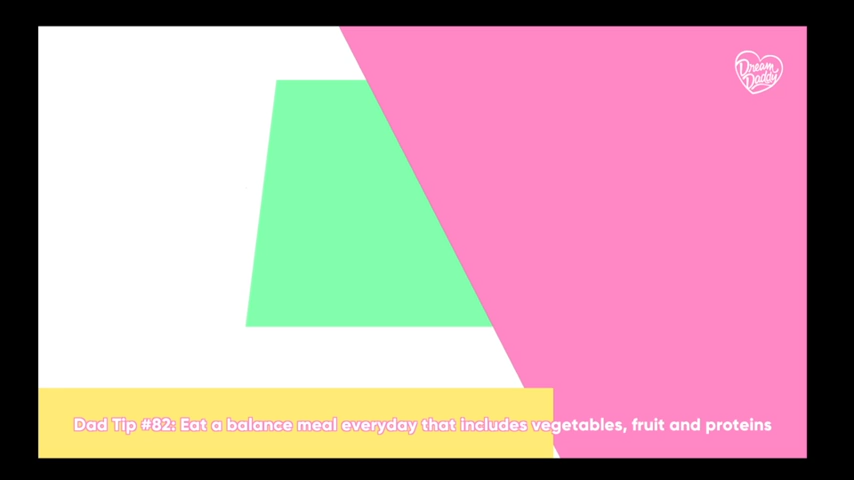 Dream
Daddy
Dad Tip #82: Eat a balance meal everyday that includes vegetables, fruit and proteins